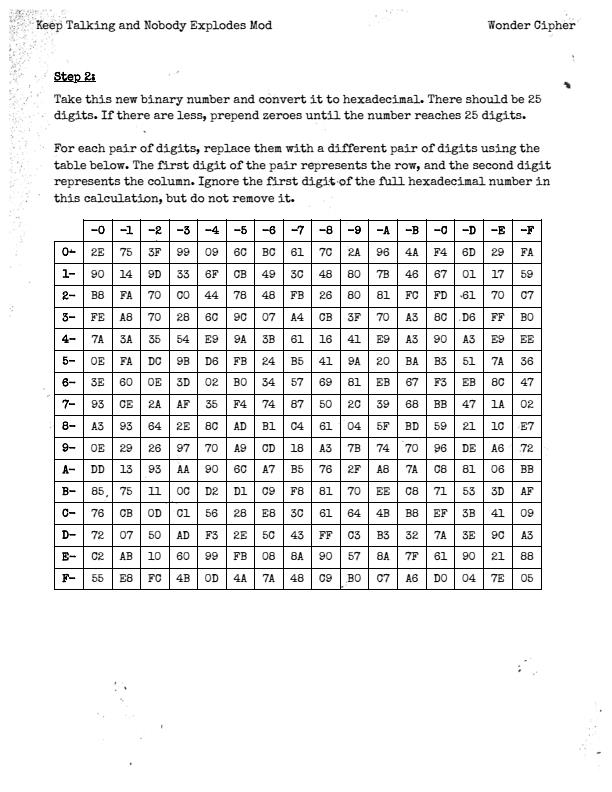 Keep Talking and Nobody Explodes Mod Wonder Cipher
Step 2:
Take this new binary number and convert it to hexadecimal. There should be 25
digits. If there are less, prepend zeroes until the number reaches 25 digits.
For each pair of digits, replace them with a different pair of digits using the
table below. The first digit of the pair represents the row, and the second digit
represents the column. Ignore the first digit of the full hexadecimal number in
this calculation, but do not remove it.
-0 -1 -2 -3 -4 -5 -6 -7 -8 -9 -A -B -C -D -E -F
0- 2E 75 3F 99 09 6C BC 61 7C 2A 96 4A F4 6D 29 FA
1- 90 14 9D 33 6F CB 49 3C 48 80 7B 46 67 01 17 59
2- B8 FA 70 C0 44 78 48 FB 26 80 81 FC FD 61 70 C7
3- FE A8 70 28 6C 9C 07 A4 CB 3F 70 A3 8C D6 FF B0
4- 7A 3A 35 54 E9 9A 3B 61 16 41 E9 A3 90 A3 E9 EE
5- 0E FA DC 9B D6 FB 24 B5 41 9A 20 BA B3 51 7A 36
6- 3E 60 0E 3D 02 B0 34 57 69 81 EB 67 F3 EB 8C 47
7- 93 CE 2A AF 35 F4 74 87 50 2C 39 68 BB 47 1A 02
8- A3 93 64 2E 8C AD B1 C4 61 04 5F BD 59 21 1C E7
9- 0E 29 26 97 70 A9 CD 18 A3 7B 74 70 96 DE A6 72
A- DD 13 93 AA 90 6C A7 B5 76 2F A8 7A C8 81 06 BB
B- 85 75 11 0C D2 D1 C9 F8 81 70 EE C8 71 53 3D AF
C- 76 CB 0D C1 56 28 E8 3C 61 64 4B B8 EF 3B 41 09
D- 72 07 50 AD F3 2E 5C 43 FF C3 B3 32 7A 3E 9C A3
E- C2 AB 10 60 99 FB 08 8A 90 57 8A 7F 61 90 21 88
F- 55 E8 FC 4B 0D 4A 7A 48 C9 B0 C7 A6 D0 04 7E 05